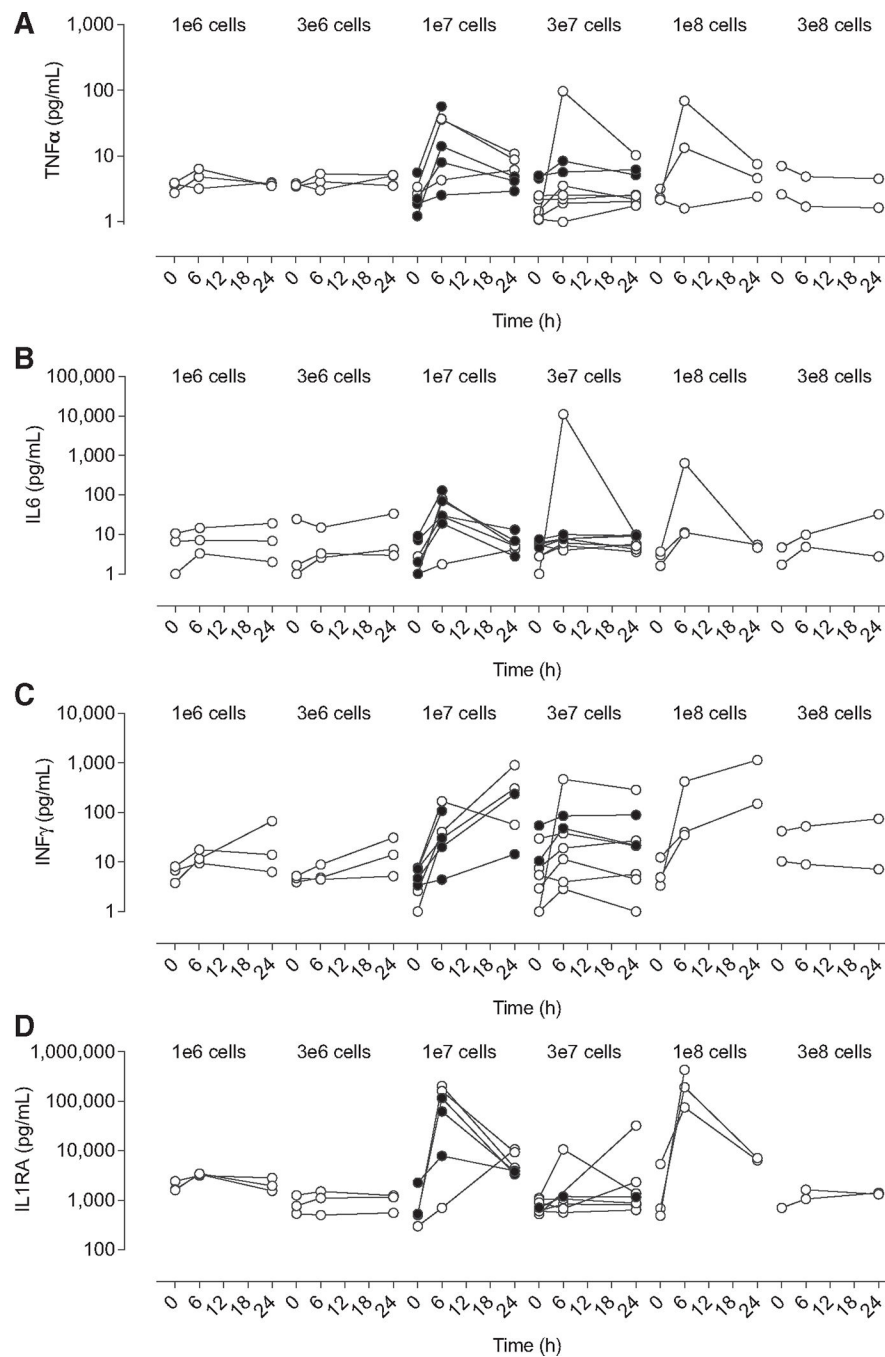 A
1e6 cells 3e6 cells 1e7 cells 3e7 cells 1e8 cells 3e8 cells
TNFα (pg/mL)
1,000
100
10
1
0 6 12 18 24 0 6 12 18 24 0 6 12 18 24 0 6 12 18 24 0 6 12 18 24 0 6 12 18 24
Time (h)
B
1e6 cells 3e6 cells 1e7 cells 3e7 cells 1e8 cells 3e8 cells
IL6 (pg/mL)
100,000
10,000
1,000
100
10
1
0 6 12 18 24 0 6 12 18 24 0 6 12 18 24 0 6 12 18 24 0 6 12 18 24 0 6 12 18 24
Time (h)
C
1e6 cells 3e6 cells 1e7 cells 3e7 cells 1e8 cells 3e8 cells
INFγ (pg/mL)
10,000
1,000
100
10
1
0 6 12 18 24 0 6 12 18 24 0 6 12 18 24 0 6 12 18 24 0 6 12 18 24 0 6 12 18 24
Time (h)
D
1e6 cells 3e6 cells 1e7 cells 3e7 cells 1e8 cells 3e8 cells
IL1RA (pg/mL)
1,000,000
100,000
10,000
1,000
100
0 6 12 18 24 0 6 12 18 24 0 6 12 18 24 0 6 12 18 24 0 6 12 18 24 0 6 12 18 24
Time (h)